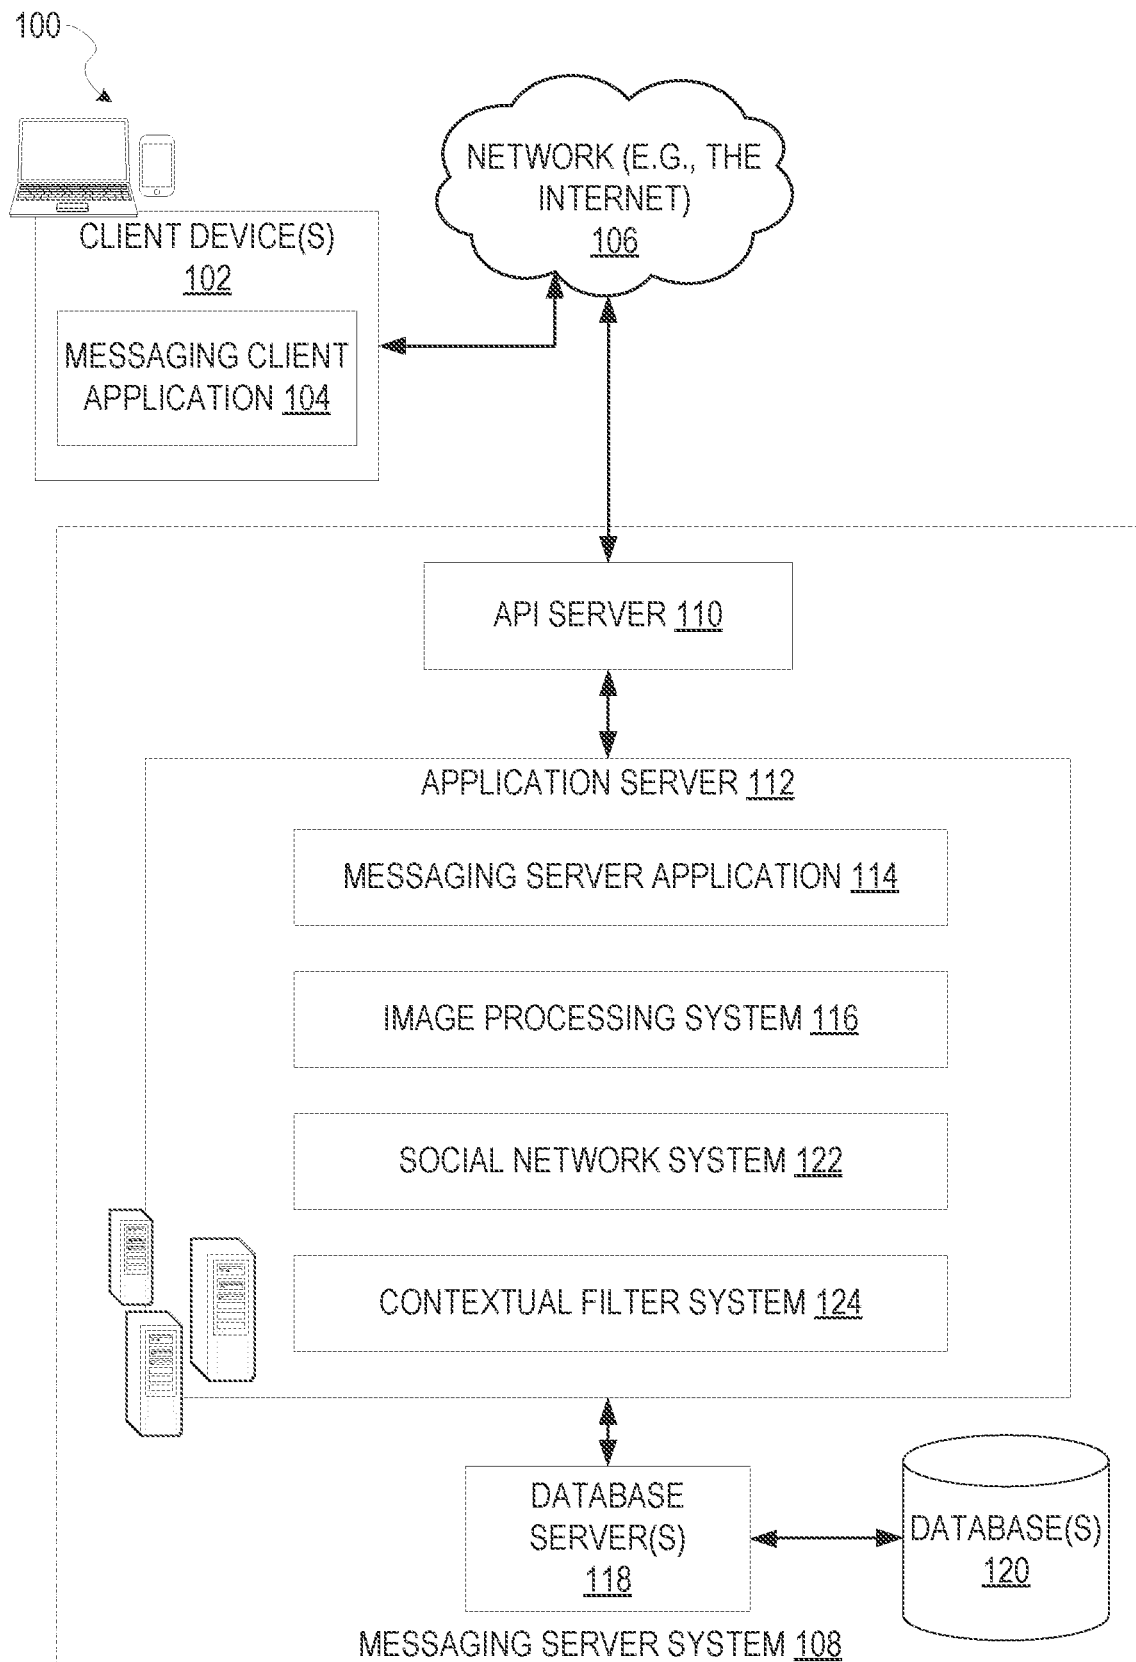 100
NETWORK (E.G., THE
INTERNET)
106
CLIENT DEVICE(S)
102
MESSAGING CLIENT
APPLICATION 104
API SERVER 110
APPLICATION SERVER 112
MESSAGING SERVER APPLICATION 114
IMAGE PROCESSING SYSTEM 116
SOCIAL NETWORK SYSTEM 122
CONTEXTUAL FILTER SYSTEM 124
DATABASE
SERVER(S)
118
DATABASE(S)
120
MESSAGING SERVER SYSTEM 108